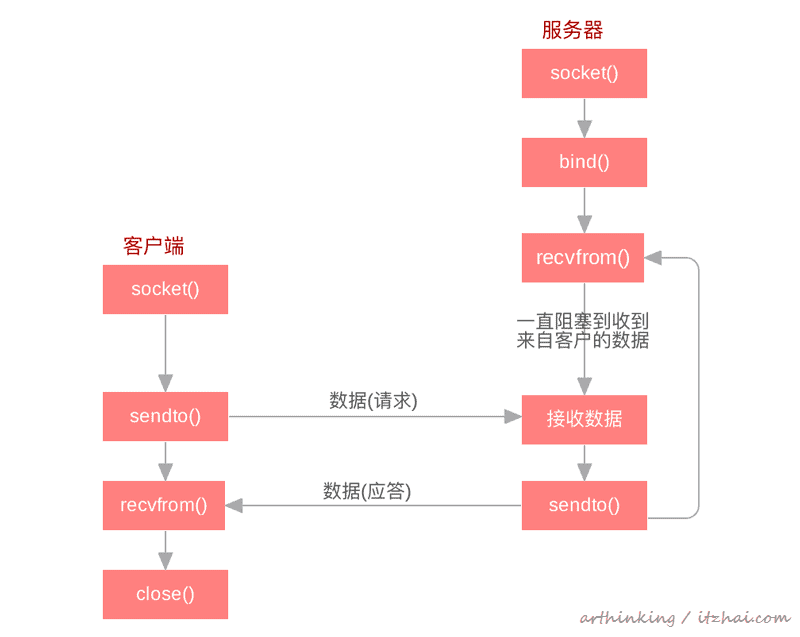 服务器
socket()
bind()
recvfrom()
一直阻塞到收到
来自客户的数据
客户端
socket()
sendto()
数据(请求)
接收数据
recvfrom()
数据(应答)
sendto()
close()
arthinking / itzhai.com